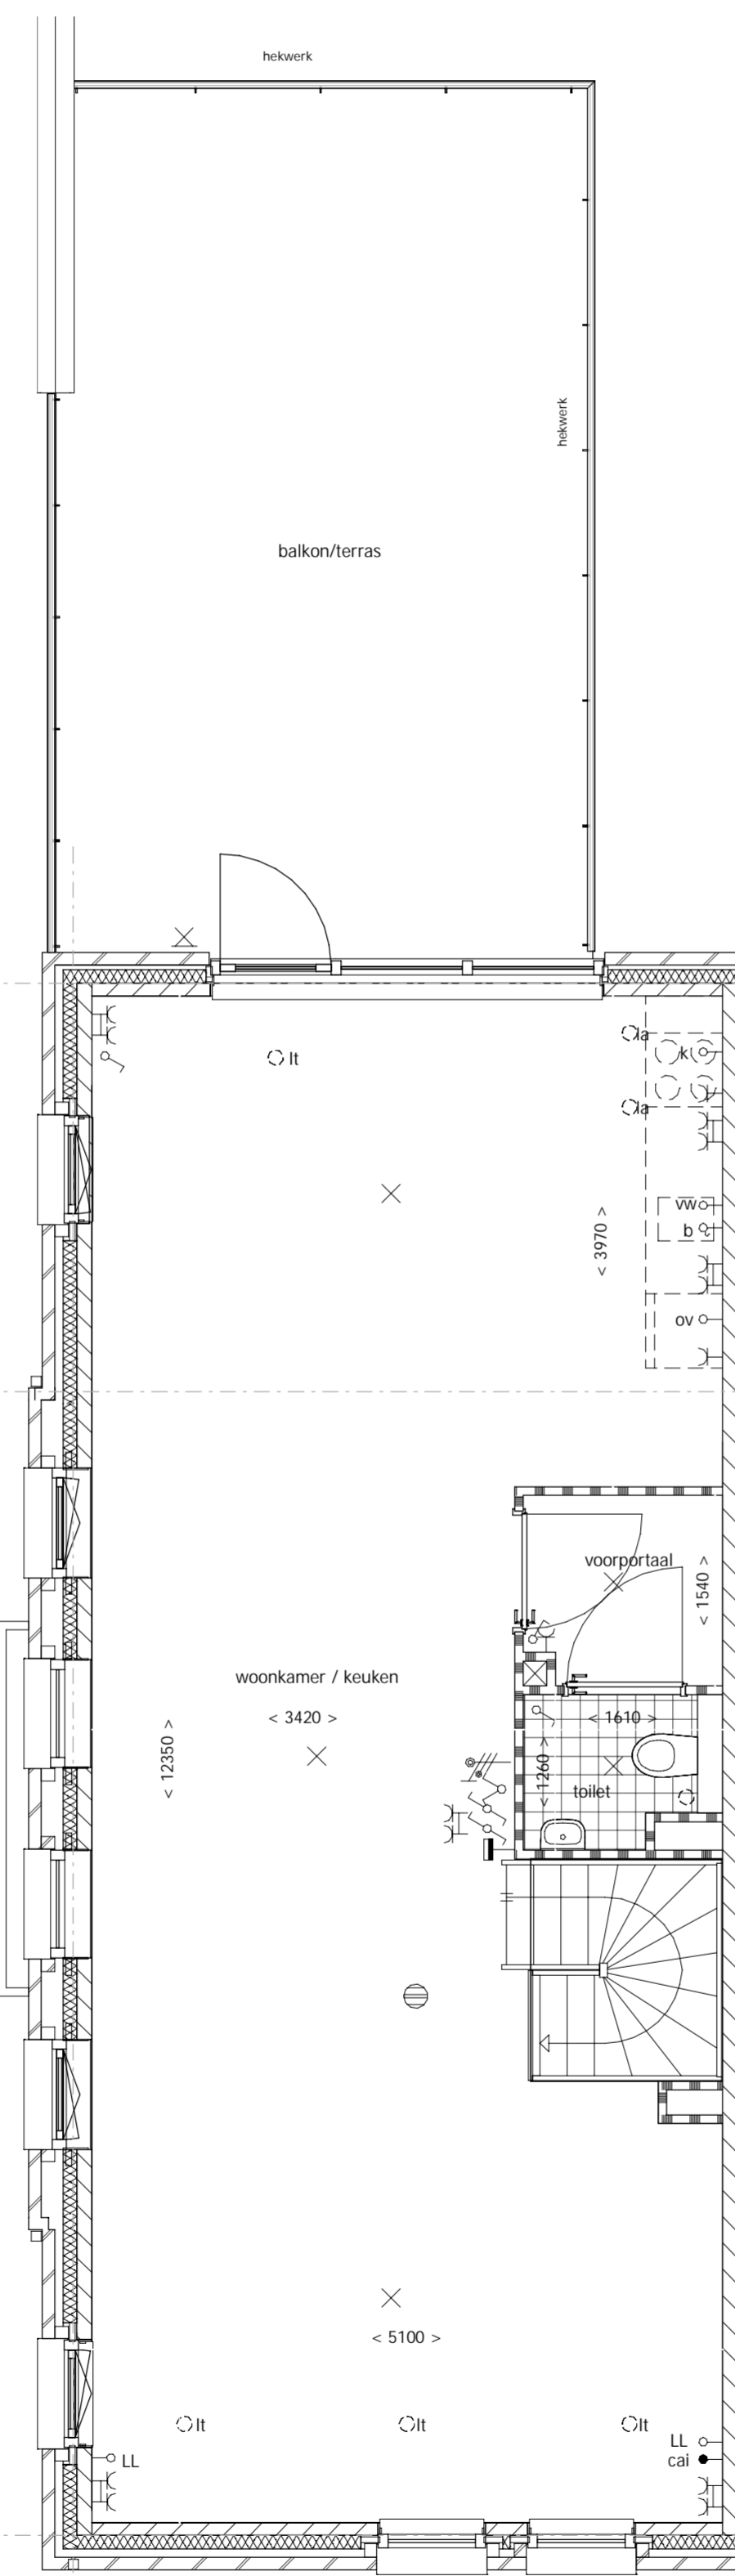 hekwerk
hekwerk
balkon/terras
lt
la
k
la
vw
b
< 3970 >
ov
voorportaal
< 1540 >
woonkamer / keuken
< 3420 >
< 1610 >
< 12350 >
< 1260 >
toilet
< 5100 >
lt
lt
lt
LL
LL
cai